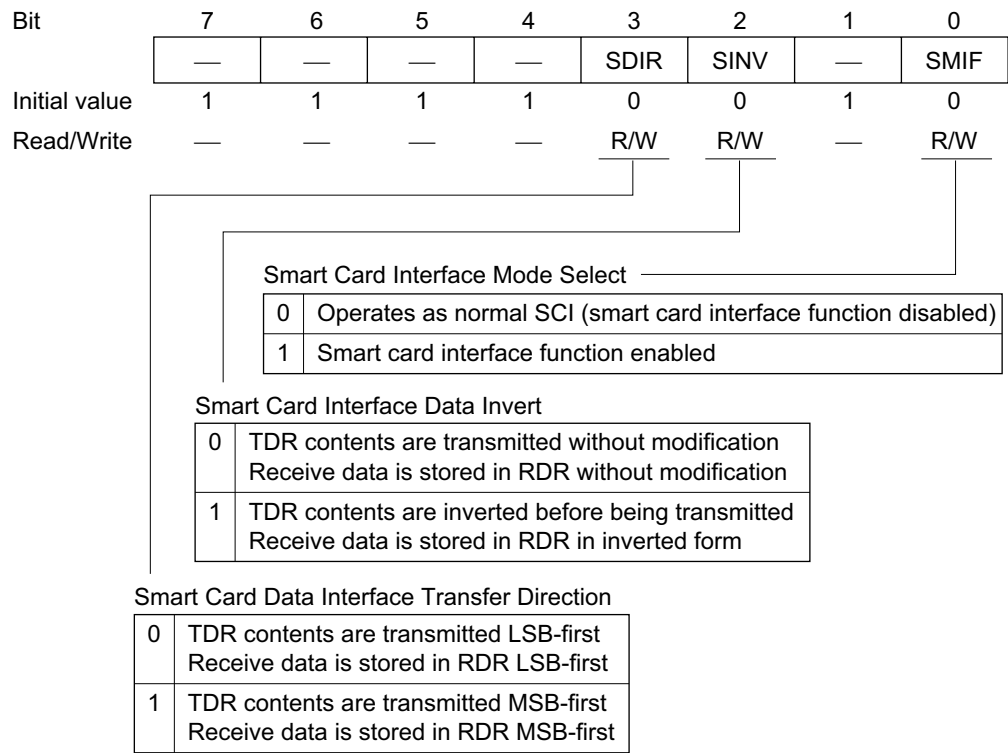 Bit 7 6 5 4 3 2 1 0
— — — — SDIR SINV — SMIF
Initial value 1 1 1 1 0 0 1 0
Read/Write — — — — R/W R/W — R/W
Smart Card Interface Mode Select
0 Operates as normal SCI (smart card interface function disabled)
1 Smart card interface function enabled
Smart Card Interface Data Invert
0 TDR contents are transmitted without modification
Receive data is stored in RDR without modification
1 TDR contents are inverted before being transmitted
Receive data is stored in RDR in inverted form
Smart Card Data Interface Transfer Direction
0 TDR contents are transmitted LSB-first
Receive data is stored in RDR LSB-first
1 TDR contents are transmitted MSB-first
Receive data is stored in RDR MSB-first